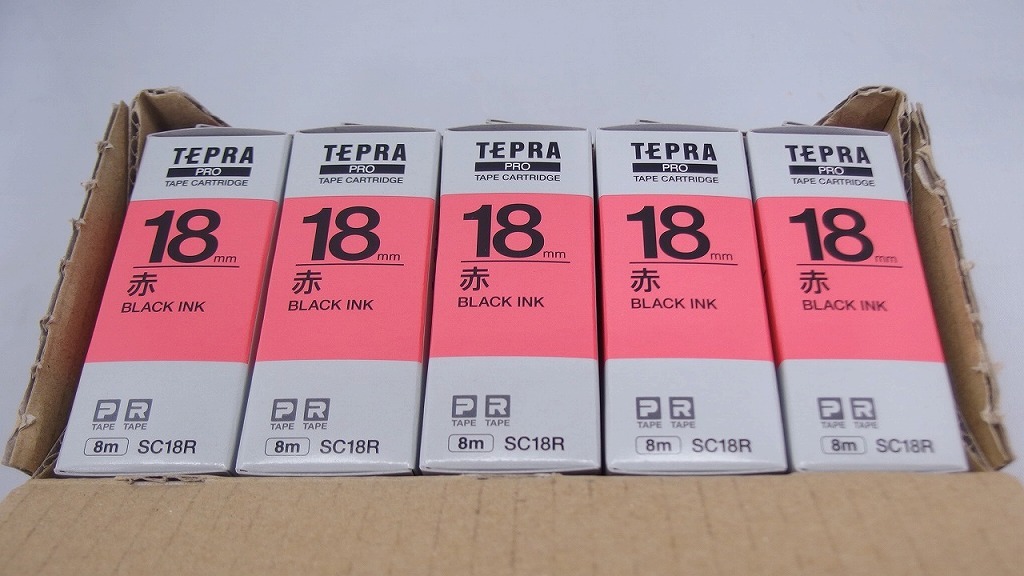 TEPRA
PRO
TAPE CARTRIDGE
18mm
赤
BLACK INK
P R
TAPE TAPE
8m SC18R
TEPRA
PRO
TAPE CARTRIDGE
18mm
赤
BLACK INK
P R
TAPE TAPE
8m SC18R
TEPRA
PRO
TAPE CARTRIDGE
18mm
赤
BLACK INK
P R
TAPE TAPE
8m SC18R
TEPRA
PRO
TAPE CARTRIDGE
18mm
赤
BLACK INK
P R
TAPE TAPE
8m SC18R
TEPRA
PRO
TAPE CARTRIDGE
18mm
赤
BLACK INK
P R
TAPE TAPE
8m SC18R